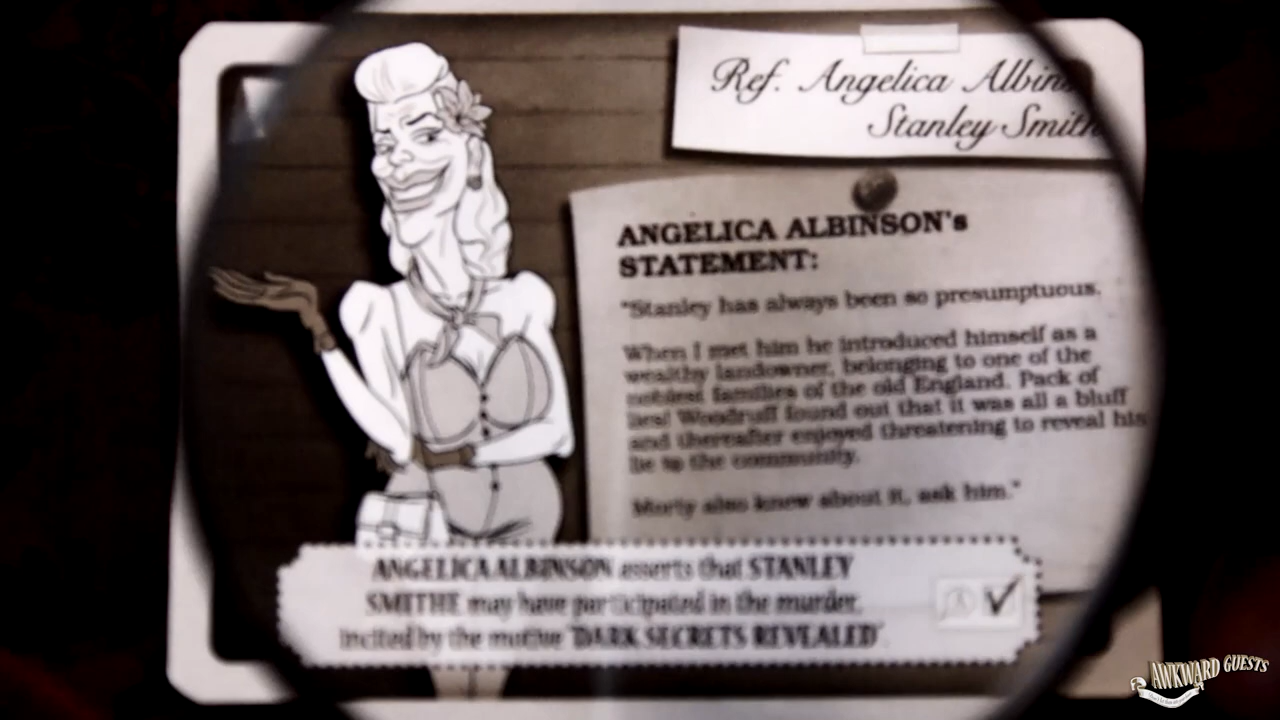 Ref. Angelica Albins
Stanley Smith
ANGELICA ALBINSON's
STATEMENT:
"Stanley has always been so presumptuous.
When I met him he introduced himself as a
wealthy landowner, belonging to one of the
noblest families of the old England. Pack of
lies! Woodruff found out that it was all a bluff
and thereafter enjoyed threatening to reveal his
lie to the community.
Morty also knew about it, ask him."
ANGELICA ALBINSON asserts that STANLEY
SMITHE may have participated in the murder,
incited by the motive "DARK SECRETS REVEALED".
AWKWARD GUESTS